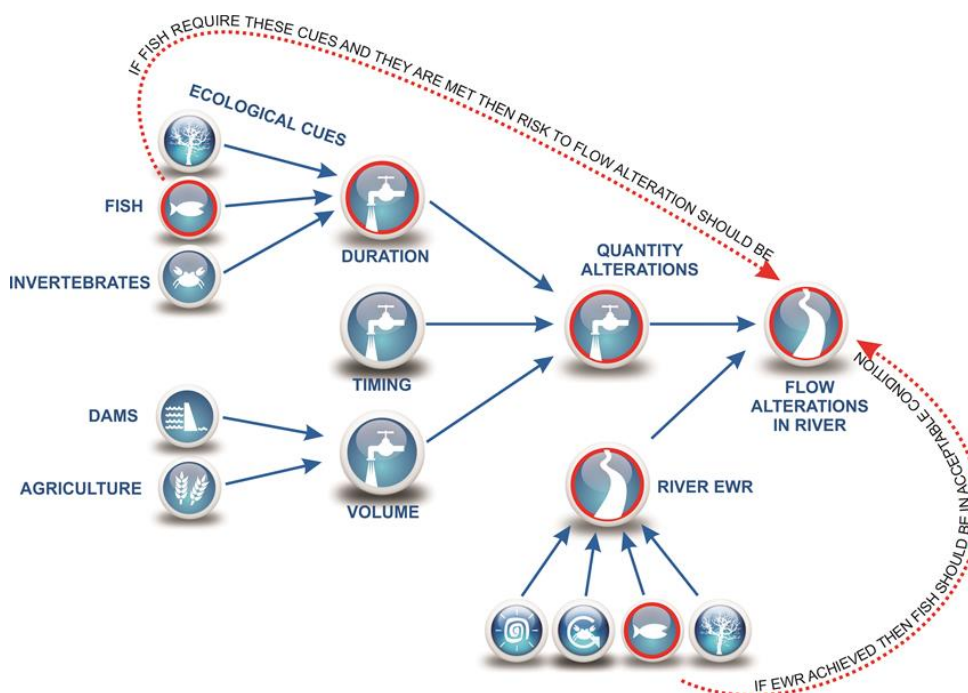 IF FISH REQUIRE THESE CUES AND THEY ARE MET THEN RISK TO FLOW ALTERATION SHOULD BE
ECOLOGICAL CUES
FISH
INVERTEBRATES
DURATION
QUANTITY
ALTERATIONS
TIMING
FLOW
ALTERATIONS
IN RIVER
DAMS
AGRICULTURE
VOLUME
RIVER EWR
IF EWR ACHIEVED THEN FISH SHOULD BE IN ACCEPTABLE CONDITION